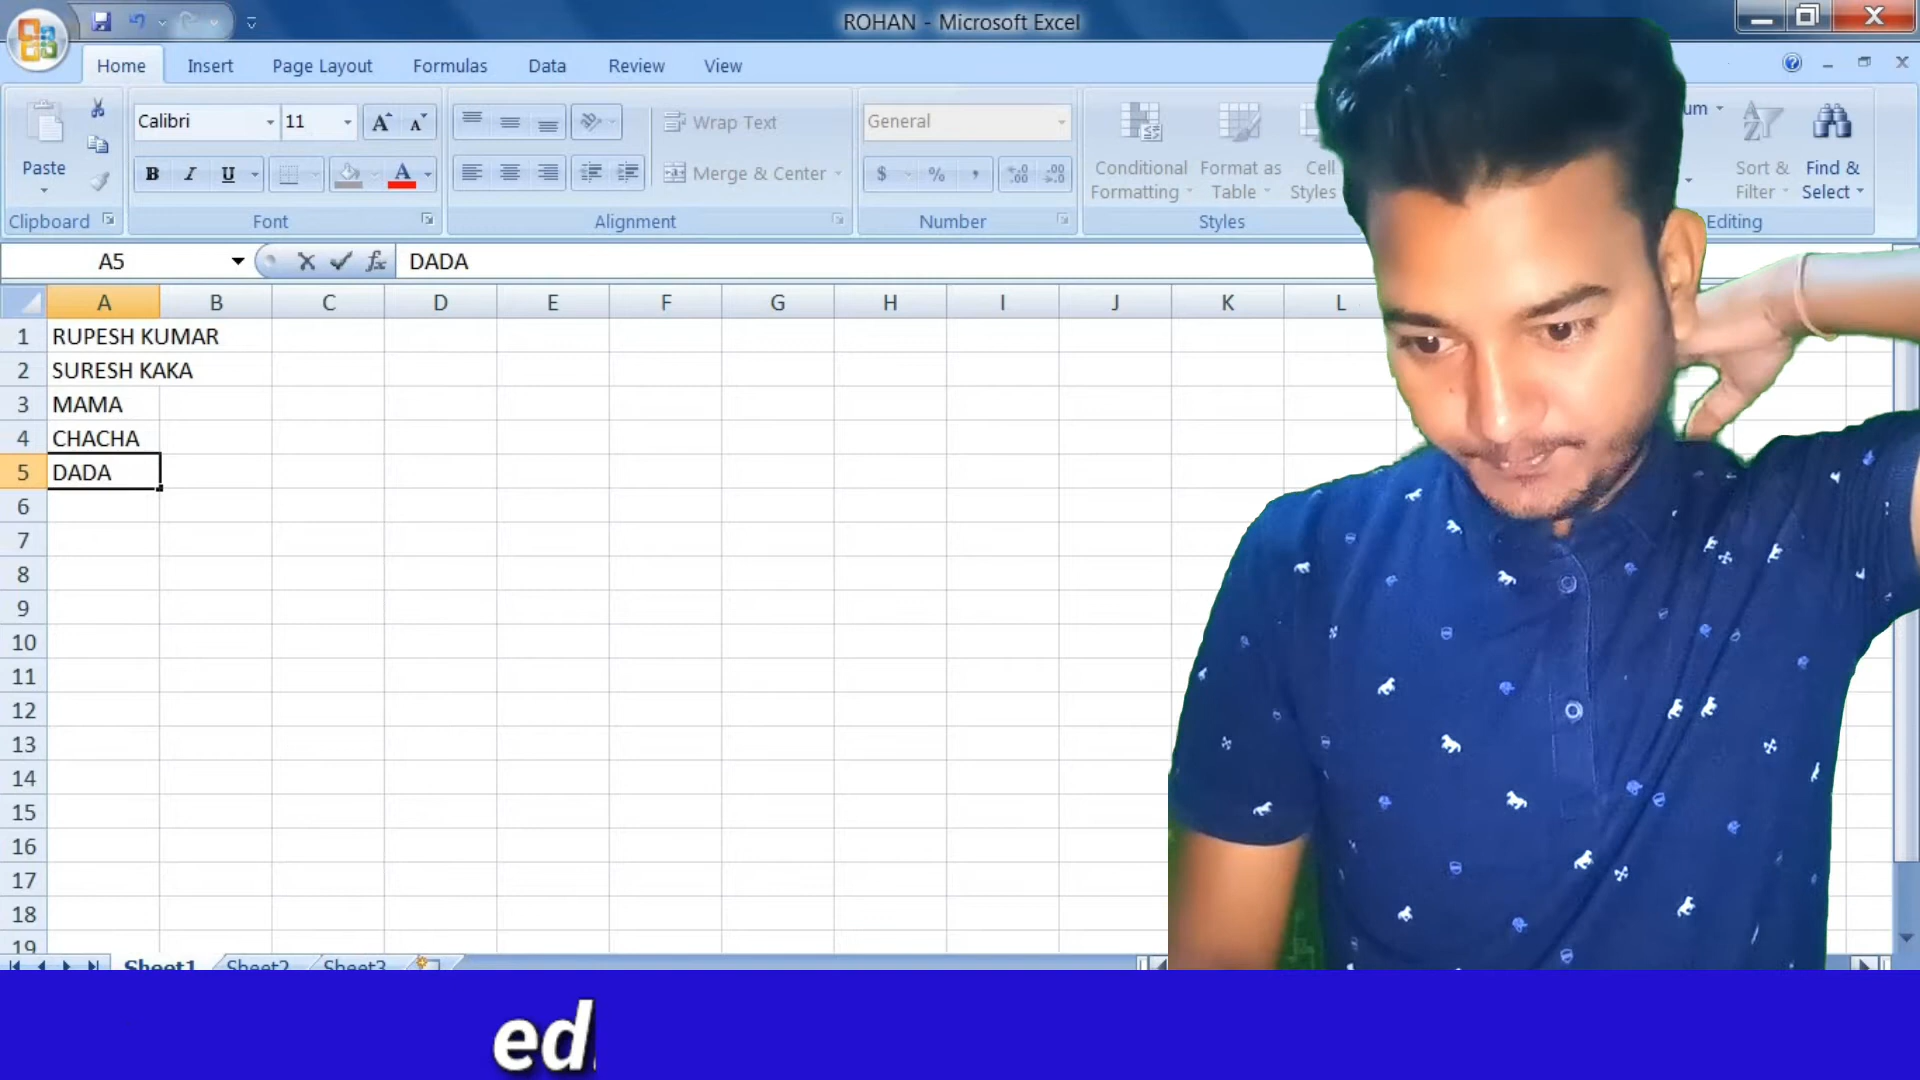 ROHAN - Microsoft Excel
Home Insert Page Layout Formulas Data Review View
Calibri 11 Wrap Text General
Paste B I U Merge & Center $ % , Conditional Formatting Format as Table Cell Styles Sort & Filter Find & Select
Clipboard Font Alignment Number Styles Editing
A5 fx DADA
A B C D E F G H I J K L
1 RUPESH KUMAR
2 SURESH KAKA
3 MAMA
4 CHACHA
5 DADA
6
7
8
9
10
11
12
13
14
15
16
17
18
19
Sheet1 Sheet2 Sheet3
ed